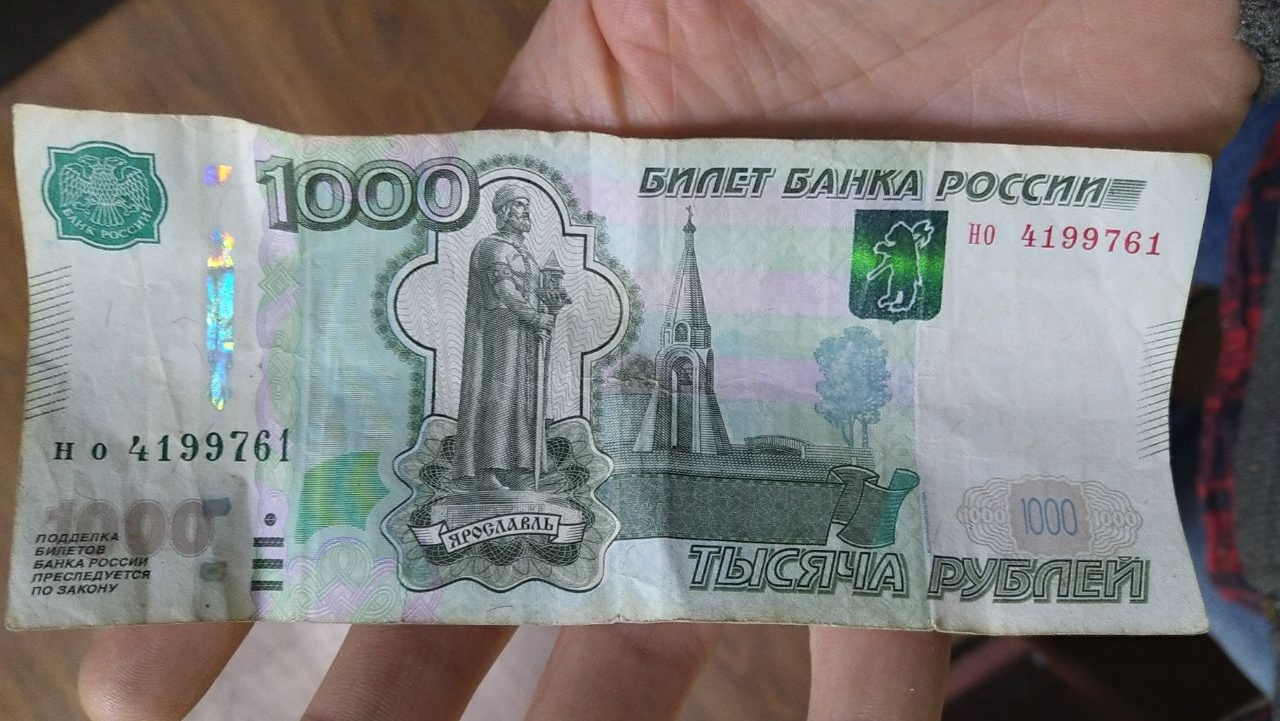 БАНК РОССИИ
1000
БИЛЕТ БАНКА РОССИИ
НО 4199761
Н О 4199761
1000
ПОДДЕЛКА
БИЛЕТОВ
БАНКА РОССИИ
ПРЕСЛЕДУЕТСЯ
ПО ЗАКОНУ
ЯРОСЛАВЛЬ
1000 1000 1000
ТЫСЯЧА РУБЛЕЙ